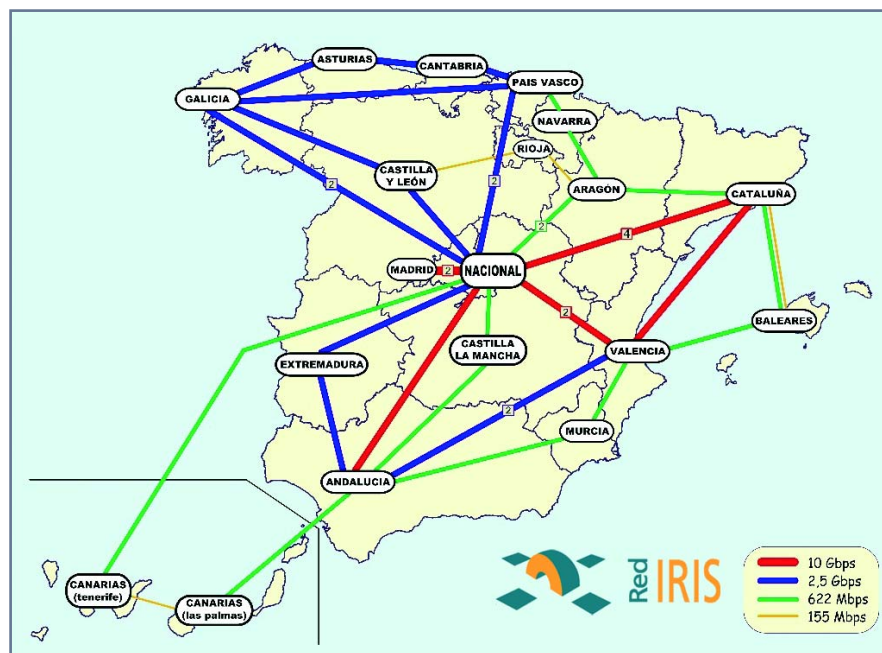 ASTURIAS
CANTABRIA
PAIS VASCO
GALICIA
NAVARRA
RIOJA
CASTILLA
Y LEÓN
2
2
ARAGÓN
CATALUÑA
2
4
MADRID
2
NACIONAL
2
BALEARES
EXTREMADURA
CASTILLA
LA MANCHA
VALENCIA
2
MURCIA
ANDALUCIA
CANARIAS
(tenerife)
CANARIAS
(las palmas)
Red
IRIS
10 Gbps
2,5 Gbps
622 Mbps
155 Mbps